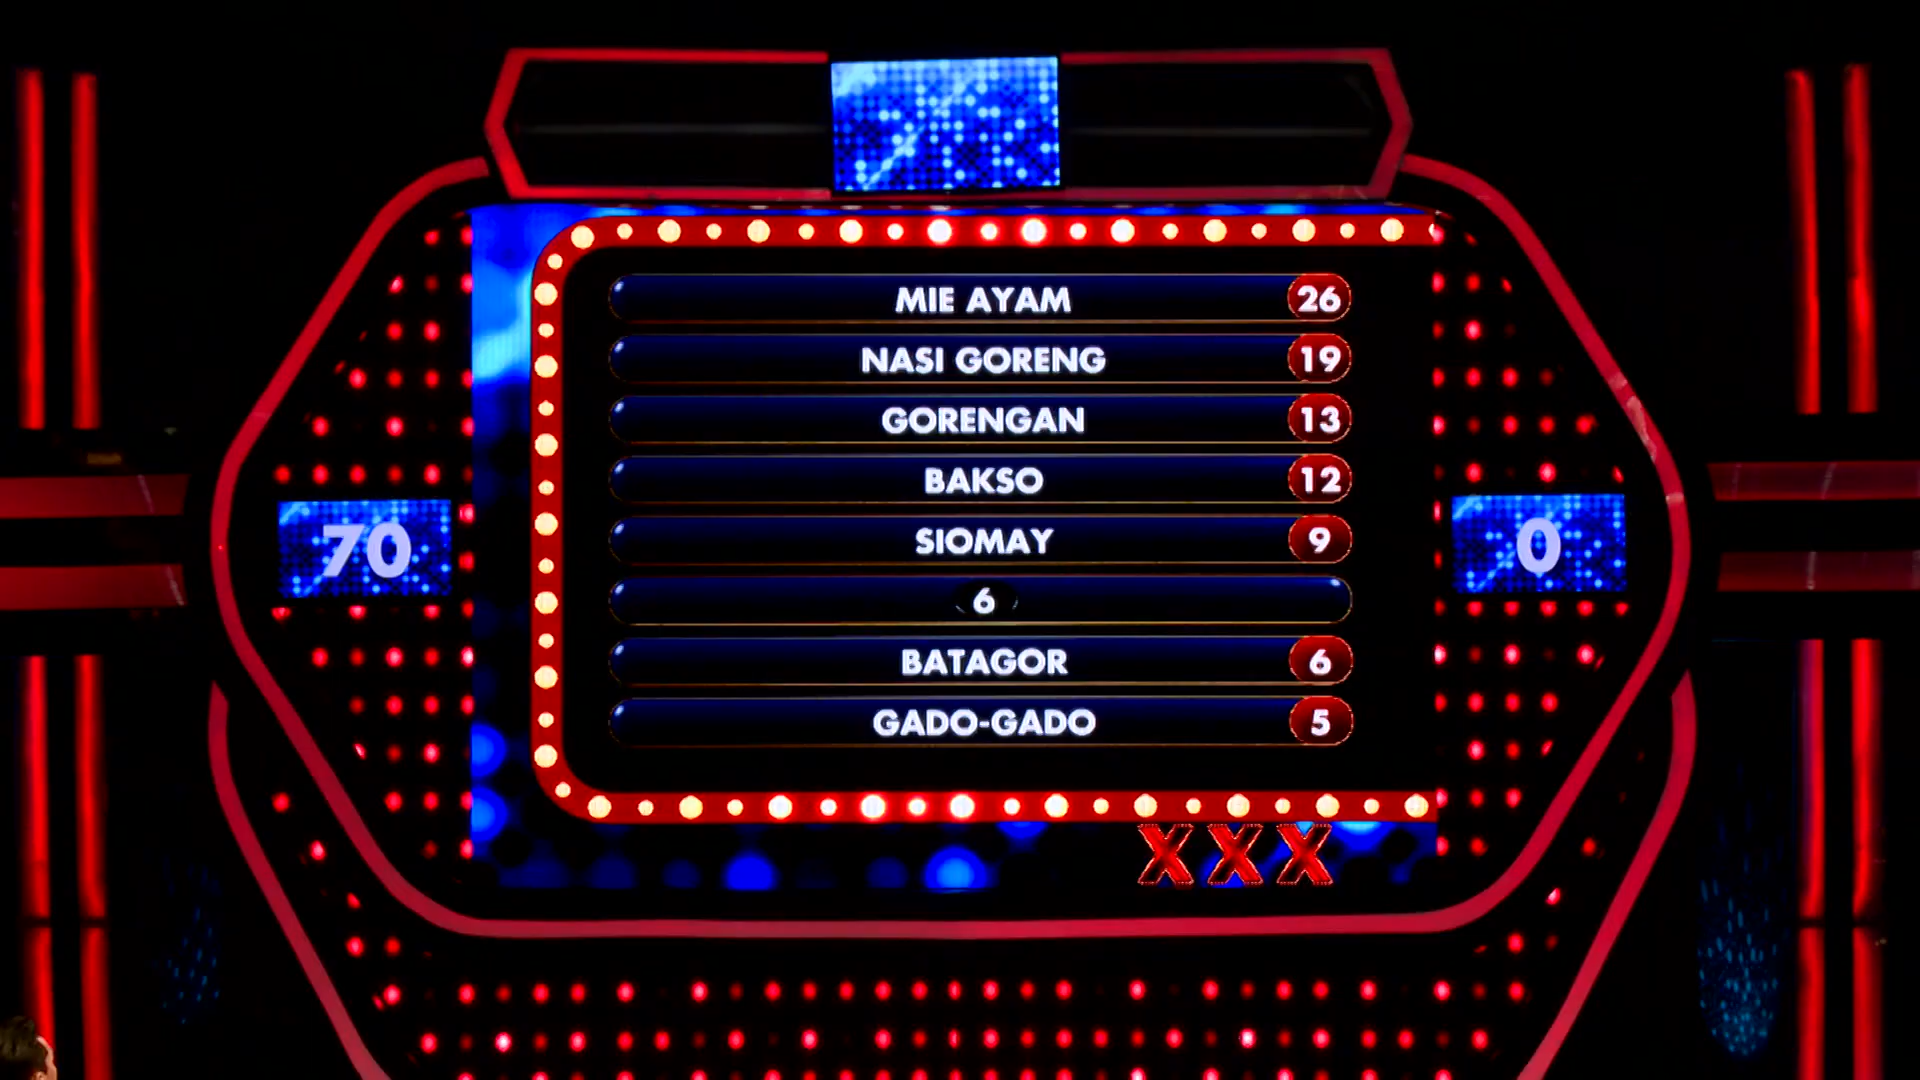 MIE AYAM 26
NASI GORENG 19
GORENGAN 13
BAKSO 12
SIOMAY 9
70
0
6
BATAGOR 6
GADO-GADO 5
XXX